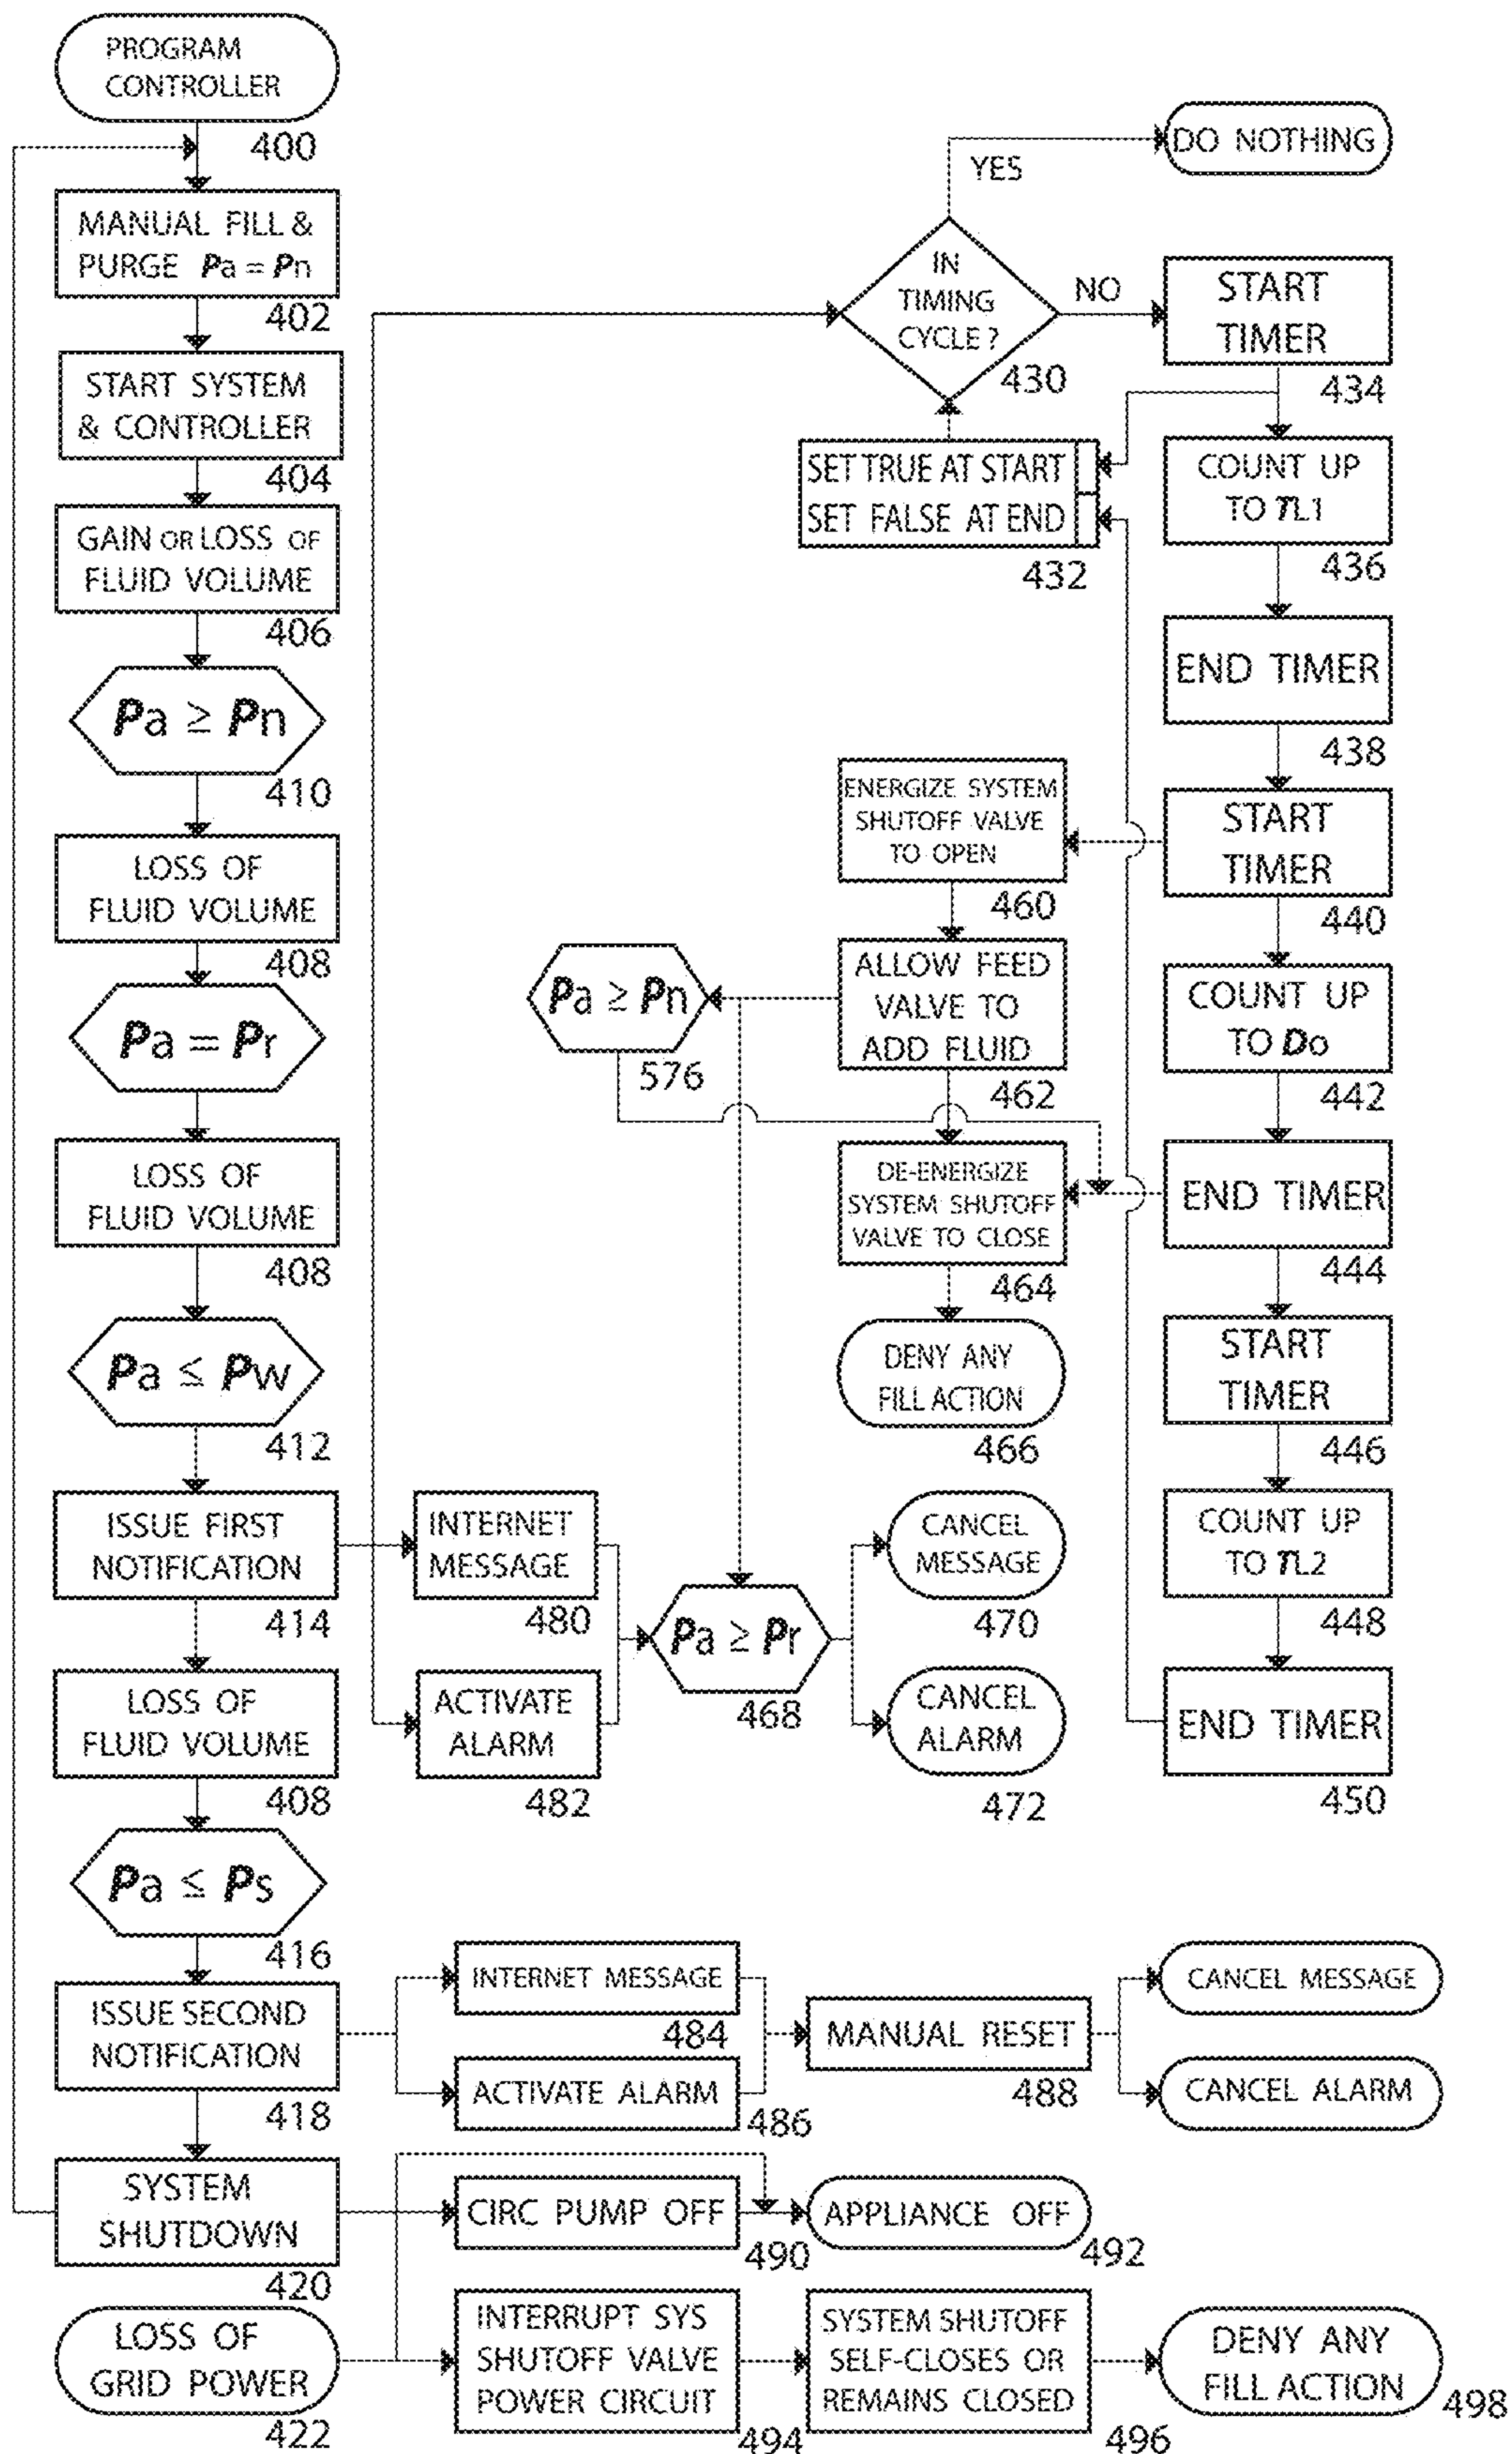 PROGRAM
CONTROLLER
400
MANUAL FILL &
PURGE Pa = Pn
402
START SYSTEM
& CONTROLLER
404
GAIN OR LOSS OF
FLUID VOLUME
406
Pa ≥ Pn
410
LOSS OF
FLUID VOLUME
408
Pa = Pr
LOSS OF
FLUID VOLUME
408
Pa ≤ Pw
412
ISSUE FIRST
NOTIFICATION
414
LOSS OF
FLUID VOLUME
408
Pa ≤ Ps
416
ISSUE SECOND
NOTIFICATION
418
SYSTEM
SHUTDOWN
420
LOSS OF
GRID POWER
422
DO NOTHING
YES
IN
TIMING
CYCLE ?
430
NO
START
TIMER
434
SET TRUE AT START
SET FALSE AT END
432
COUNT UP
TO TL1
436
END TIMER
438
START
TIMER
440
COUNT UP
TO Do
442
END TIMER
444
START
TIMER
446
COUNT UP
TO TL2
448
END TIMER
450
ENERGIZE SYSTEM
SHUTOFF VALVE
TO OPEN
460
ALLOW FEED
VALVE TO
ADD FLUID
462
Pa ≥ Pn
576
DE-ENERGIZE
SYSTEM SHUTOFF
VALVE TO CLOSE
464
DENY ANY
FILL ACTION
466
INTERNET
MESSAGE
480
ACTIVATE
ALARM
482
Pa ≥ Pr
468
CANCEL
MESSAGE
470
CANCEL
ALARM
472
INTERNET MESSAGE
484
ACTIVATE ALARM
486
MANUAL RESET
488
CANCEL MESSAGE
CANCEL ALARM
CIRC PUMP OFF
490
APPLIANCE OFF
492
INTERRUPT SYS
SHUTOFF VALVE
POWER CIRCUIT
494
SYSTEM SHUTOFF
SELF-CLOSES OR
REMAINS CLOSED
496
DENY ANY
FILL ACTION
498